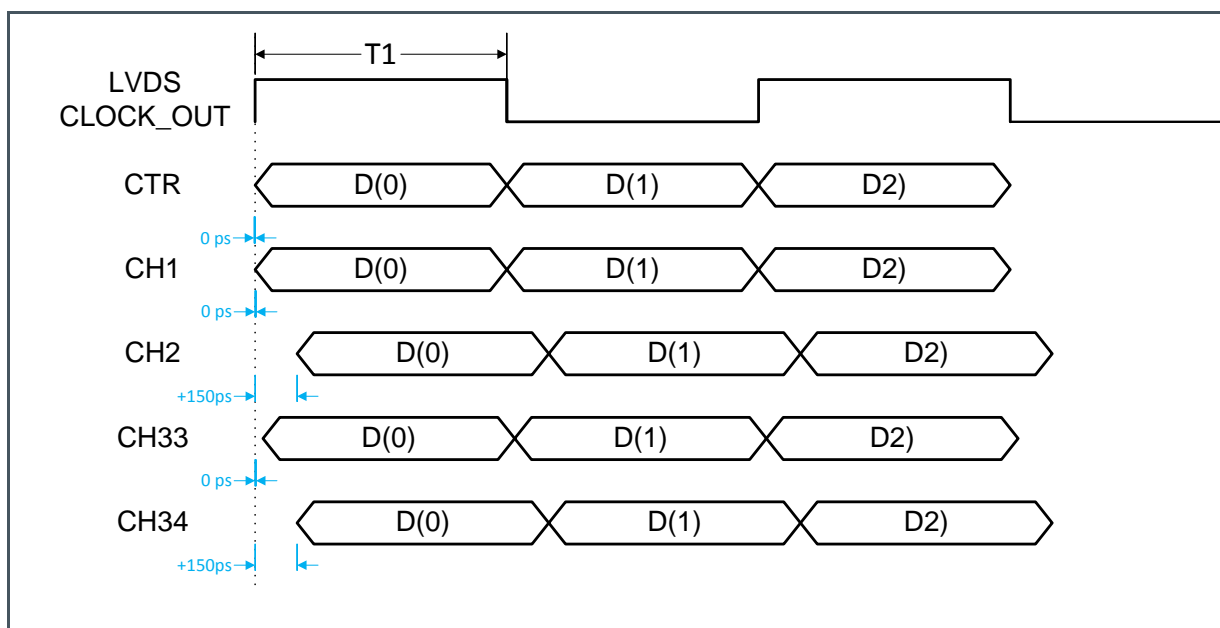 T1
LVDS
CLOCK_OUT
CTR D(0) D(1) D2)
0 ps
CH1 D(0) D(1) D2)
0 ps
CH2 D(0) D(1) D2)
+150ps
CH33 D(0) D(1) D2)
0 ps
CH34 D(0) D(1) D2)
+150ps